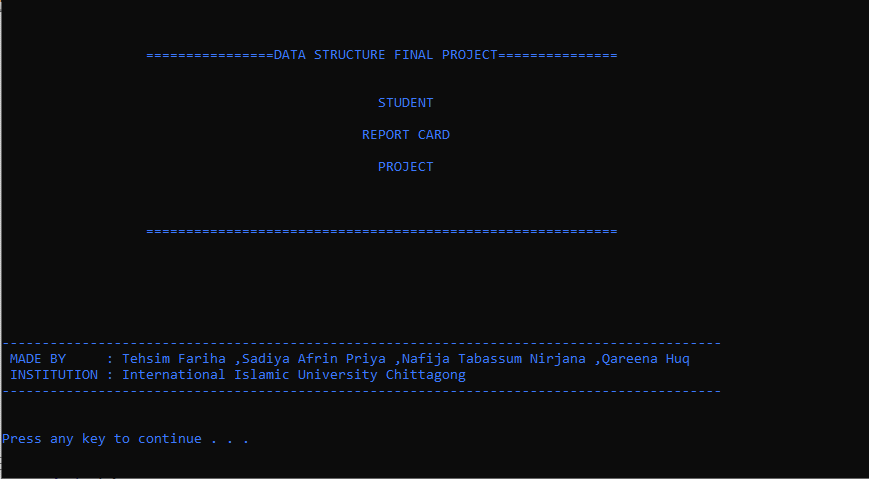 ================DATA STRUCTURE FINAL PROJECT===============
STUDENT
REPORT CARD
PROJECT
===========================================================
------------------------------------------------------------------------------------------
MADE BY     : Tehsim Fariha ,Sadiya Afrin Priya ,Nafija Tabassum Nirjana ,Qareena Huq
INSTITUTION : International Islamic University Chittagong
------------------------------------------------------------------------------------------
Press any key to continue . . .